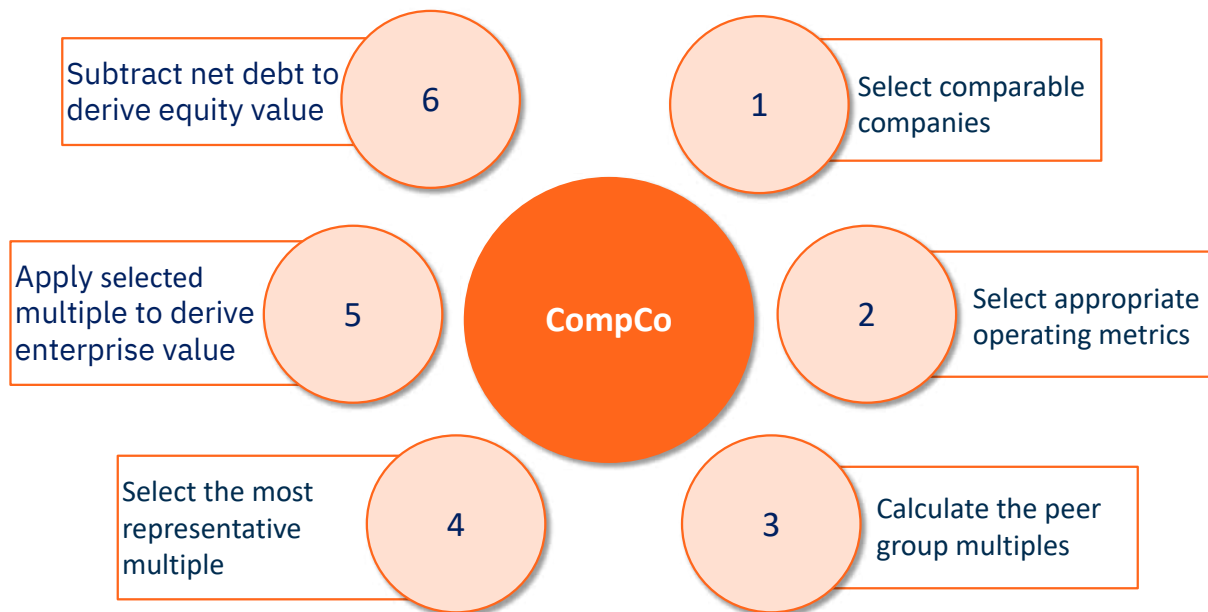 CompCo
1
Select comparable
companies
2
Select appropriate
operating metrics
3
Calculate the peer
group multiples
4
Select the most
representative
multiple
5
Apply selected
multiple to derive
enterprise value
6
Subtract net debt to
derive equity value